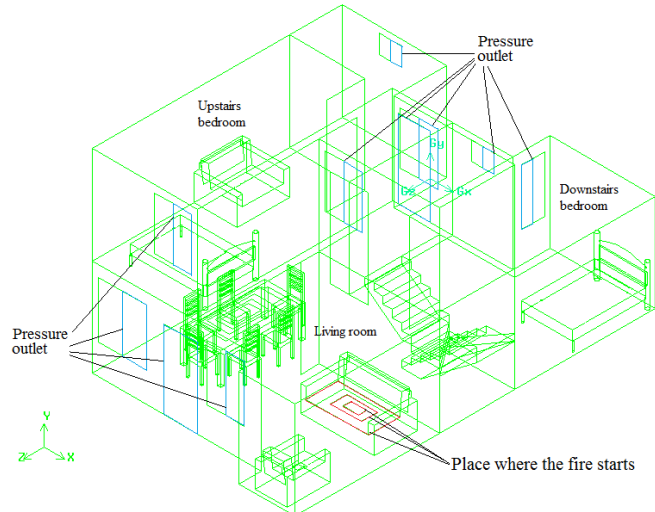 Pressure
outlet
Upstairs
bedroom
Gy
Gz
Gx
Downstairs
bedroom
Living room
Pressure
outlet
Y
Z
X
Place where the fire starts